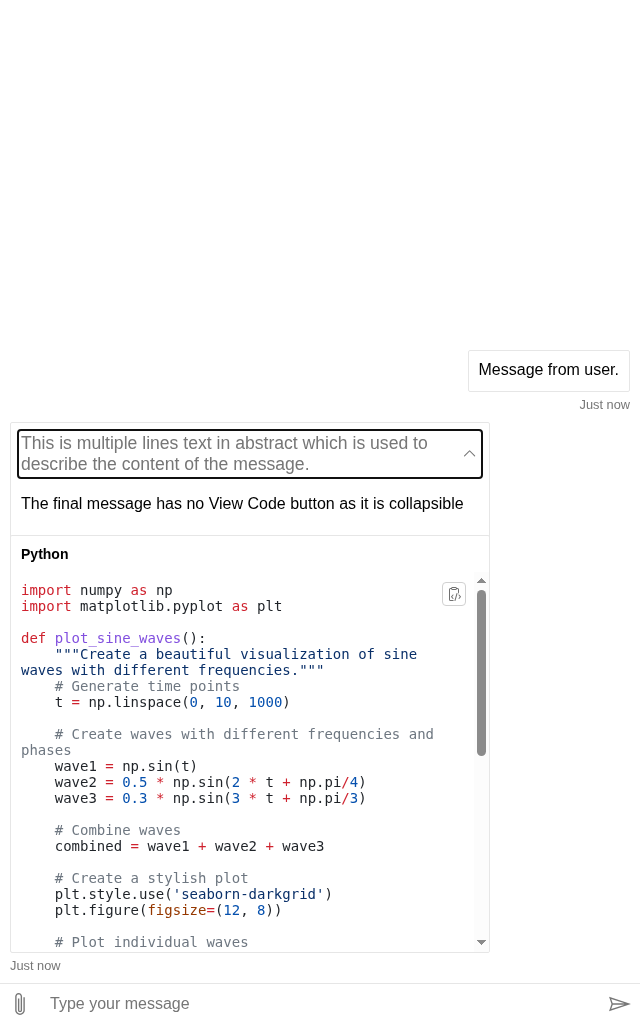 Message from user.
Just now
This is multiple lines text in abstract which is used to
describe the content of the message.
The final message has no View Code button as it is collapsible
Python
import numpy as np
import matplotlib.pyplot as plt
def plot_sine_waves():
    """Create a beautiful visualization of sine
waves with different frequencies."""
    # Generate time points
    t = np.linspace(0, 10, 1000)
    # Create waves with different frequencies and
phases
    wave1 = np.sin(t)
    wave2 = 0.5 * np.sin(2 * t + np.pi/4)
    wave3 = 0.3 * np.sin(3 * t + np.pi/3)
    # Combine waves
    combined = wave1 + wave2 + wave3
    # Create a stylish plot
    plt.style.use('seaborn-darkgrid')
    plt.figure(figsize=(12, 8))
    # Plot individual waves
Just now
Type your message